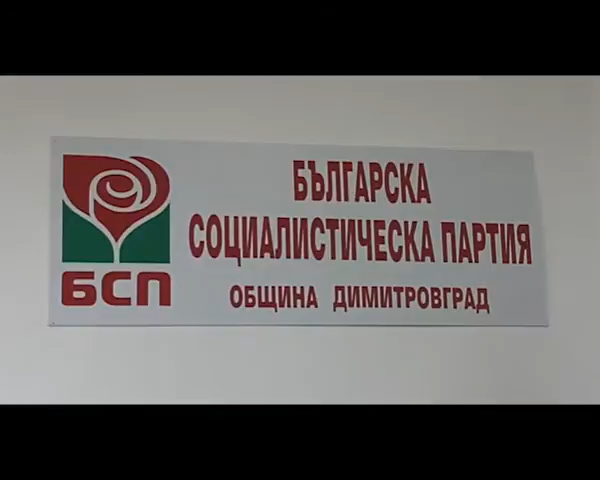 БЪЛГАРСКА
СОЦИАЛИСТИЧЕСКА ПАРТИЯ
ОБЩИНА ДИМИТРОВГРАД
БСП